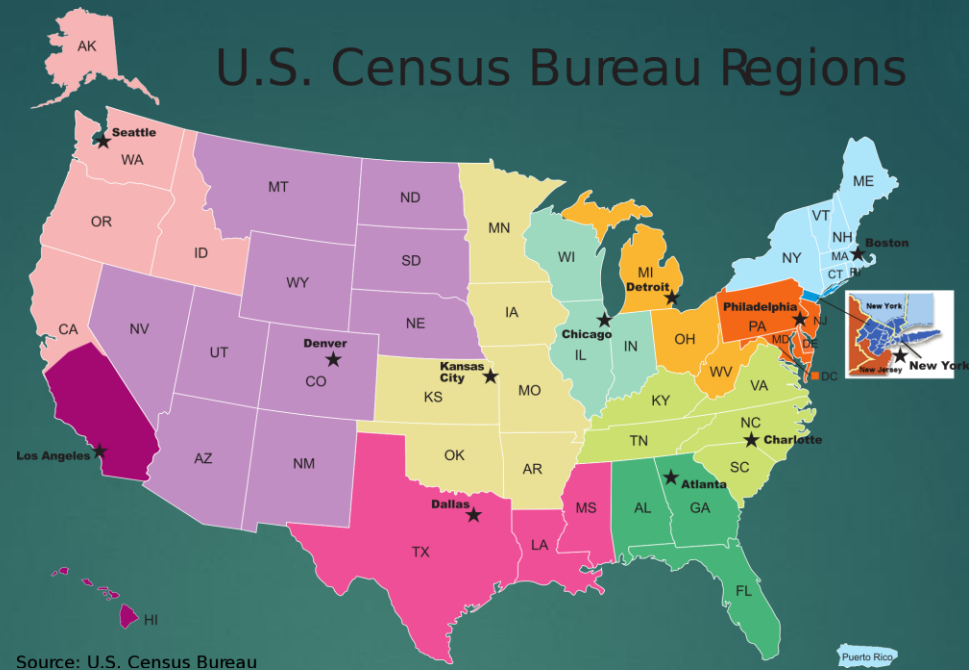 U.S. Census Bureau Regions
AK
Seattle
WA
OR
ID
CA
NV
MT
WY
UT
Denver
CO
AZ
NM
ND
SD
NE
Kansas
City
KS
OK
MN
IA
MO
AR
Dallas
TX
LA
MS
WI
Chicago
IL
IN
MI
Detroit
OH
WV
KY
TN
VA
NC
Charlotte
SC
Atlanta
AL
GA
FL
ME
VT
NH
Boston
MA
CT
RI
NY
Philadelphia
PA
NJ
MD
DE
DC
New York
New York
New Jersey
Los Angeles
HI
Puerto Rico
Source: U.S. Census Bureau